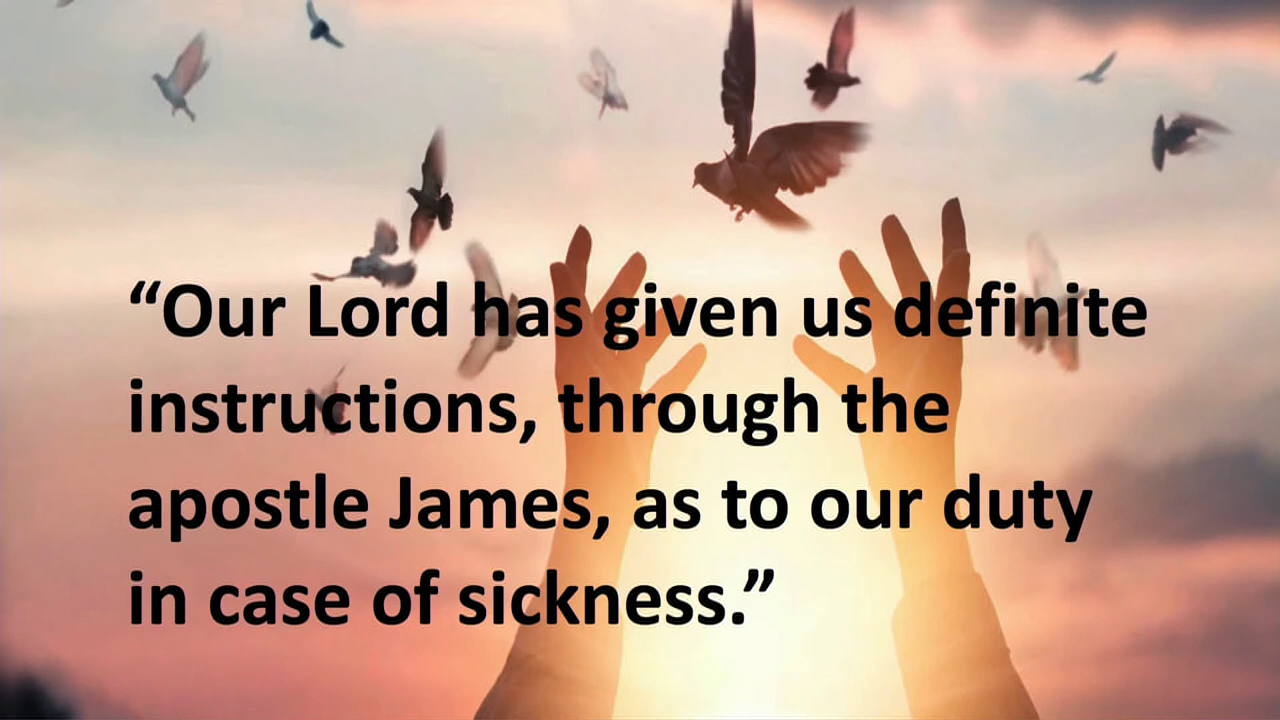 “Our Lord has given us definite
instructions, through the
apostle James, as to our duty
in case of sickness.”